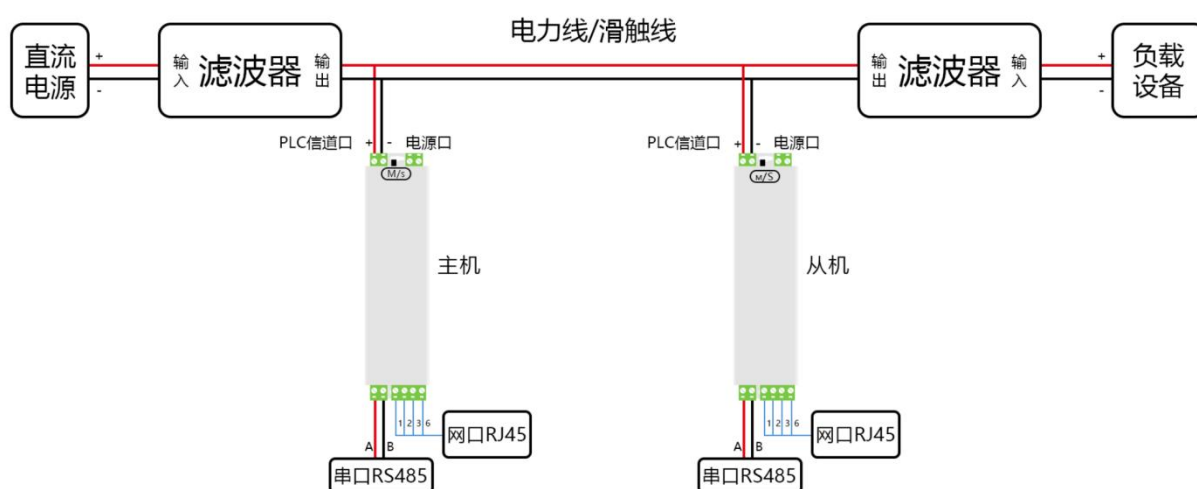 电力线/滑触线
直流
电源
+
-
输入
滤波器
输出
输出
滤波器
输入
+
-
负载
设备
PLC信道口
+
-
电源口
PLC信道口
+
-
电源口
M/s
M/S
主机
从机
1 2 3 6
网口RJ45
A B
串口RS485
1 2 3 6
网口RJ45
A B
串口RS485